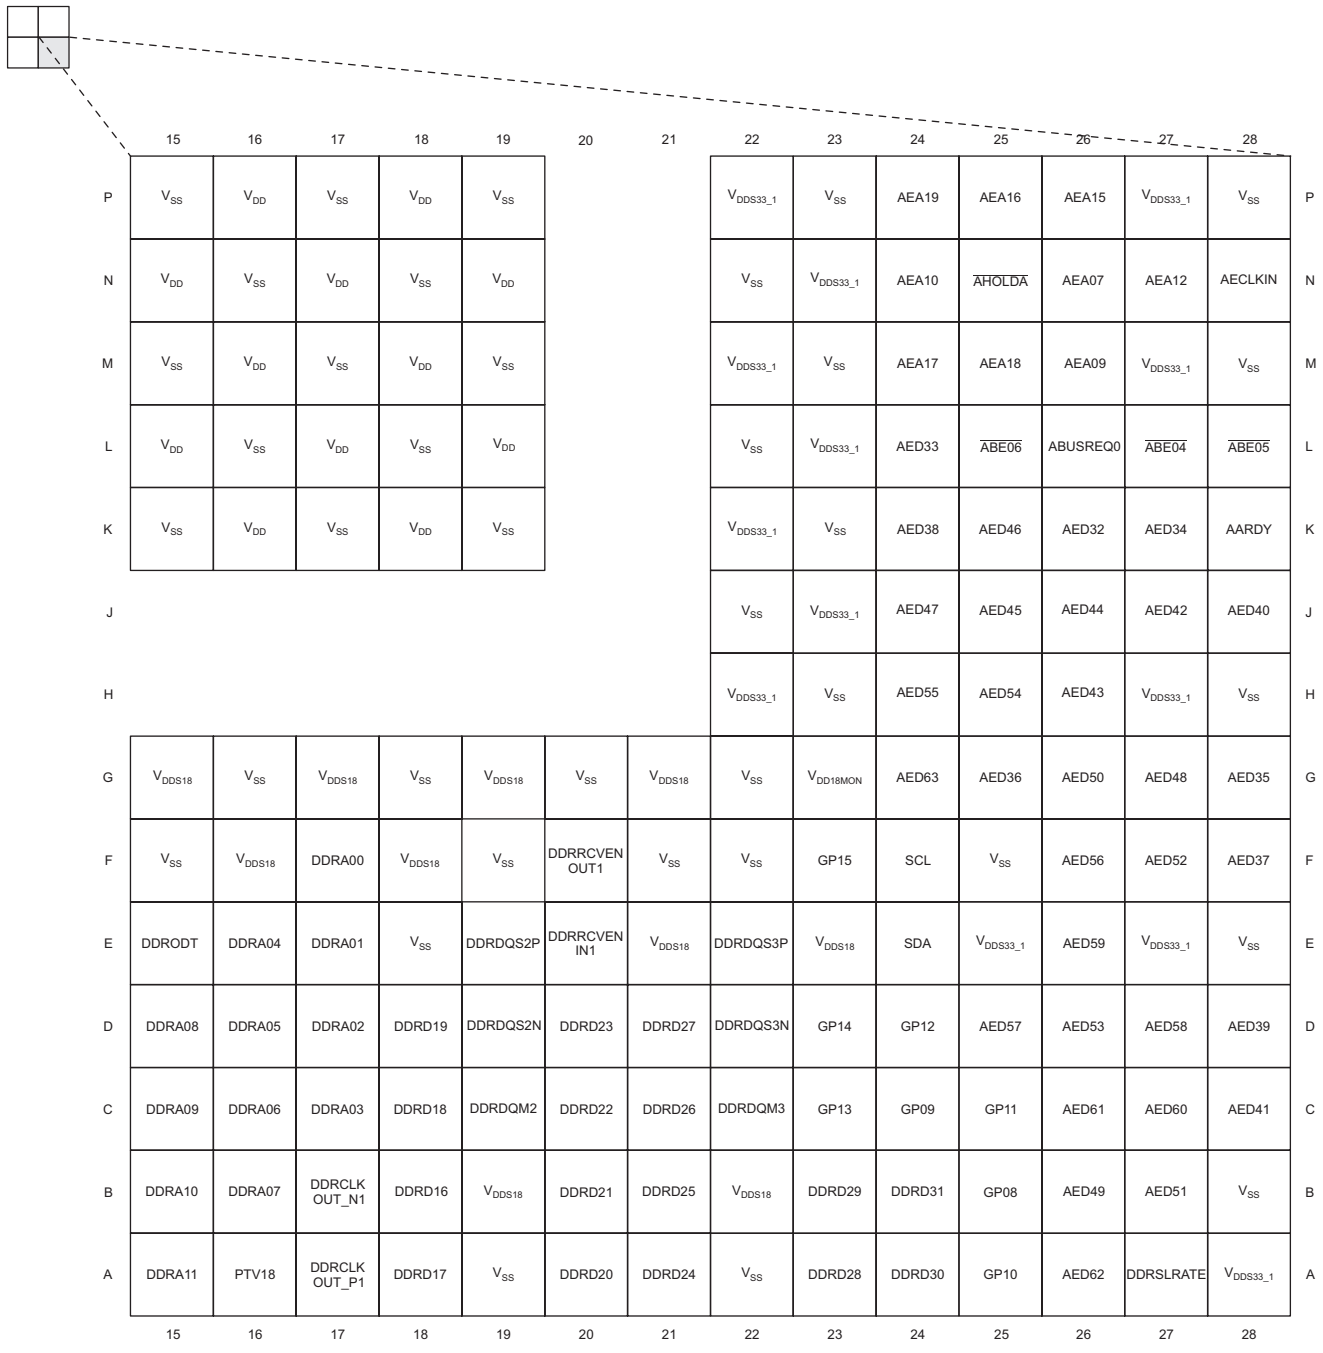 15 16 17 18 19 20 21 22 23 24 25 26 27 28
P VSS VDD VSS VDD VSS VDDS33_1 VSS AEA19 AEA16 AEA15 VDDS33_1 VSS P
N VDD VSS VDD VSS VDD VSS VDDS33_1 AEA10 AHOLDA AEA07 AEA12 AECLKIN N
M VSS VDD VSS VDD VSS VDDS33_1 VSS AEA17 AEA18 AEA09 VDDS33_1 VSS M
L VDD VSS VDD VSS VDD VSS VDDS33_1 AED33 ABE06 ABUSREQ0 ABE04 ABE05 L
K VSS VDD VSS VDD VSS VDDS33_1 VSS AED38 AED46 AED32 AED34 AARDY K
J VSS VDDS33_1 AED47 AED45 AED44 AED42 AED40 J
H VDDS33_1 VSS AED55 AED54 AED43 VDDS33_1 VSS H
G VDDS18 VSS VDDS18 VSS VDDS18 VSS VDDS18 VSS VDD18MON AED63 AED36 AED50 AED48 AED35 G
F VSS VDDS18 DDRA00 VDDS18 VSS DDRRCVEN
OUT1 VSS VSS GP15 SCL VSS AED56 AED52 AED37 F
E DDRODT DDRA04 DDRA01 VSS DDRDQS2P DDRRCVEN
IN1 VDDS18 DDRDQS3P VDDS18 SDA VDDS33_1 AED59 VDDS33_1 VSS E
D DDRA08 DDRA05 DDRA02 DDRD19 DDRDQS2N DDRD23 DDRD27 DDRDQS3N GP14 GP12 AED57 AED53 AED58 AED39 D
C DDRA09 DDRA06 DDRA03 DDRD18 DDRDQM2 DDRD22 DDRD26 DDRDQM3 GP13 GP09 GP11 AED61 AED60 AED41 C
B DDRA10 DDRA07 DDRCLK
OUT_N1 DDRD16 VDDS18 DDRD21 DDRD25 VDDS18 DDRD29 DDRD31 GP08 AED49 AED51 VSS B
A DDRA11 PTV18 DDRCLK
OUT_P1 DDRD17 VSS DDRD20 DDRD24 VSS DDRD28 DDRD30 GP10 AED62 DDRSLRATE VDDS33_1 A
15 16 17 18 19 20 21 22 23 24 25 26 27 28